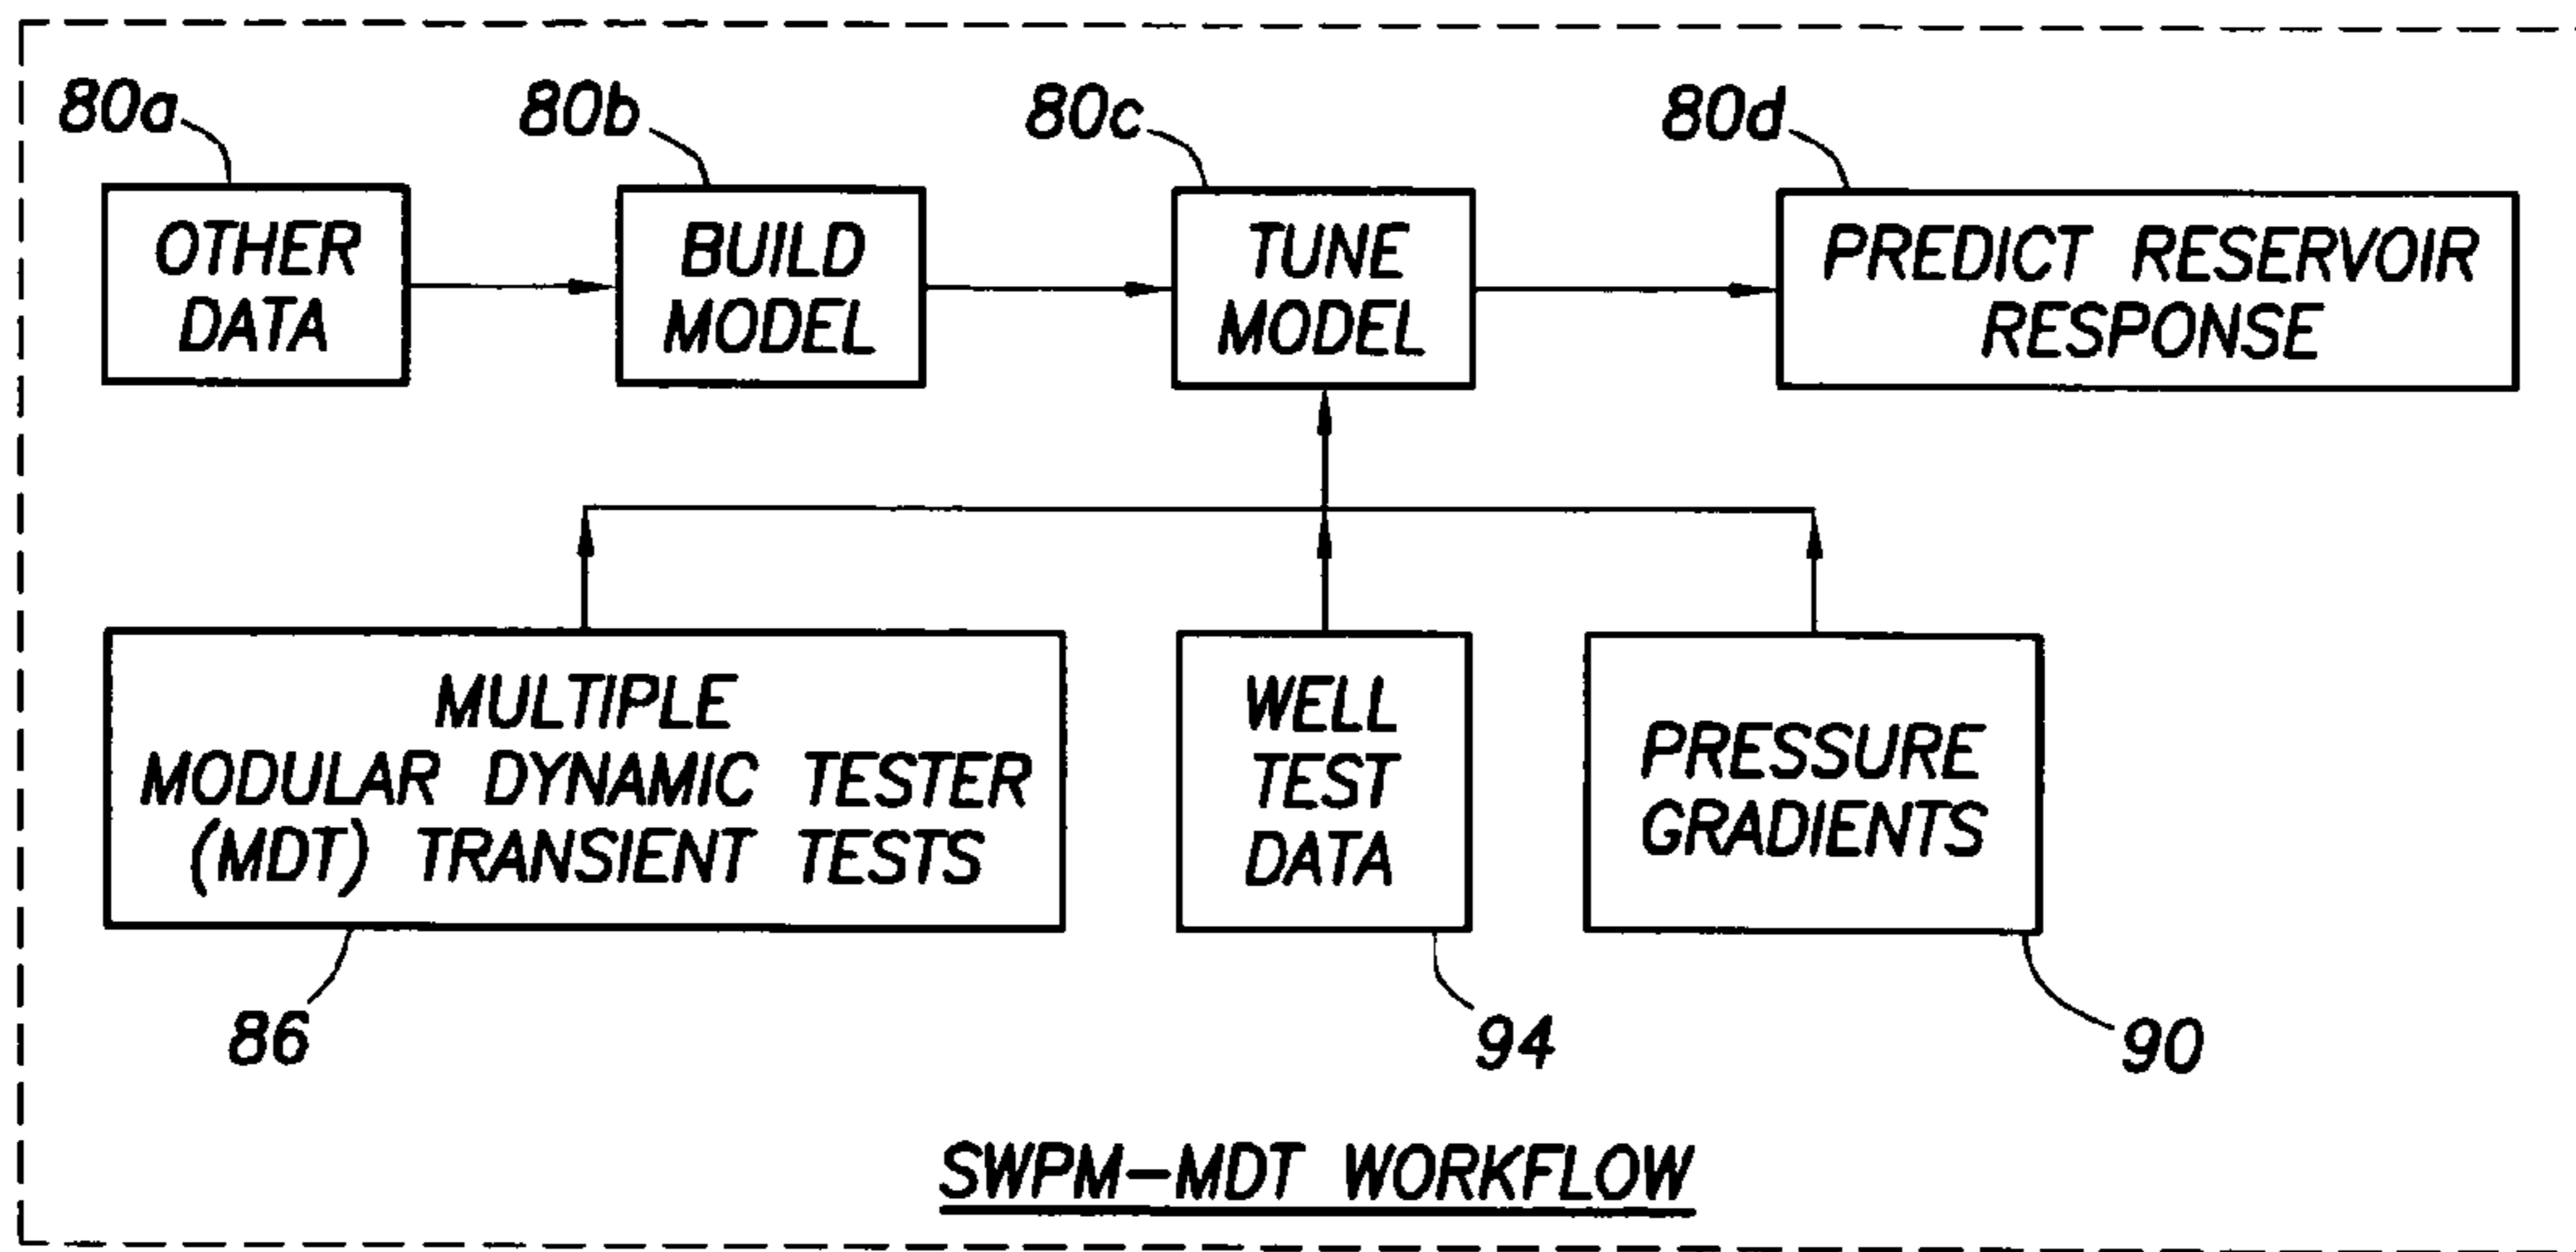 80a
80b
80c
80d
OTHER
DATA
BUILD
MODEL
TUNE
MODEL
PREDICT RESERVOIR
RESPONSE
MULTIPLE
MODULAR DYNAMIC TESTER
(MDT) TRANSIENT TESTS
WELL
TEST
DATA
PRESSURE
GRADIENTS
86
94
90
SWPM-MDT WORKFLOW